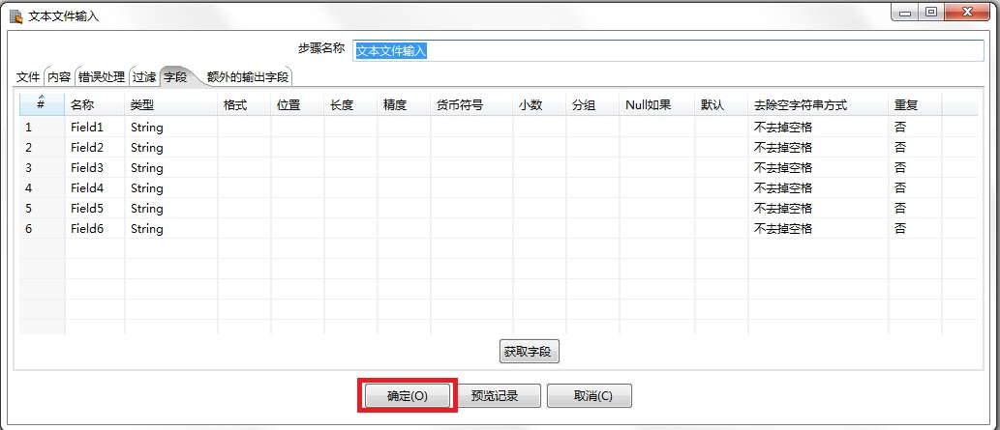 文本文件输入
步骤名称 文本文件输入
文件 内容 错误处理 过滤 字段 额外的输出字段
# 名称 类型 格式 位置 长度 精度 货币符号 小数 分组 Null如果 默认 去除空字符串方式 重复
1 Field1 String 不去掉空格 否
2 Field2 String 不去掉空格 否
3 Field3 String 不去掉空格 否
4 Field4 String 不去掉空格 否
5 Field5 String 不去掉空格 否
6 Field6 String 不去掉空格 否
获取字段
确定(O) 预览记录 取消(C)